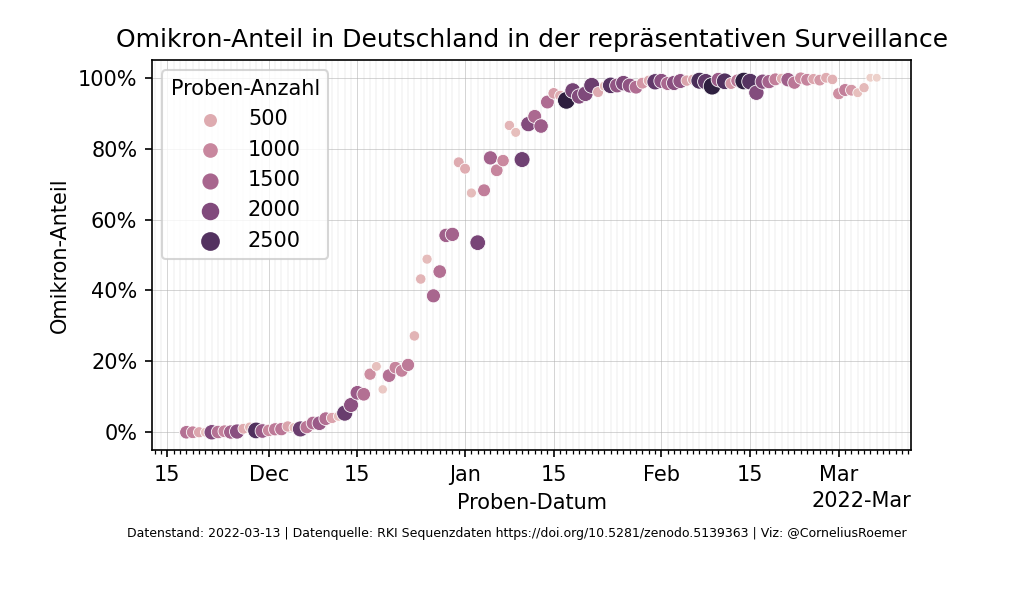 Omikron-Anteil in Deutschland in der repräsentativen Surveillance
Omikron-Anteil
100%
80%
60%
40%
20%
0%
Proben-Anzahl
500
1000
1500
2000
2500
15 Dec 15 Jan 15 Feb 15 Mar
Proben-Datum
2022-Mar
Datenstand: 2022-03-13 | Datenquelle: RKI Sequenzdaten https://doi.org/10.5281/zenodo.5139363 | Viz: @CorneliusRoemer